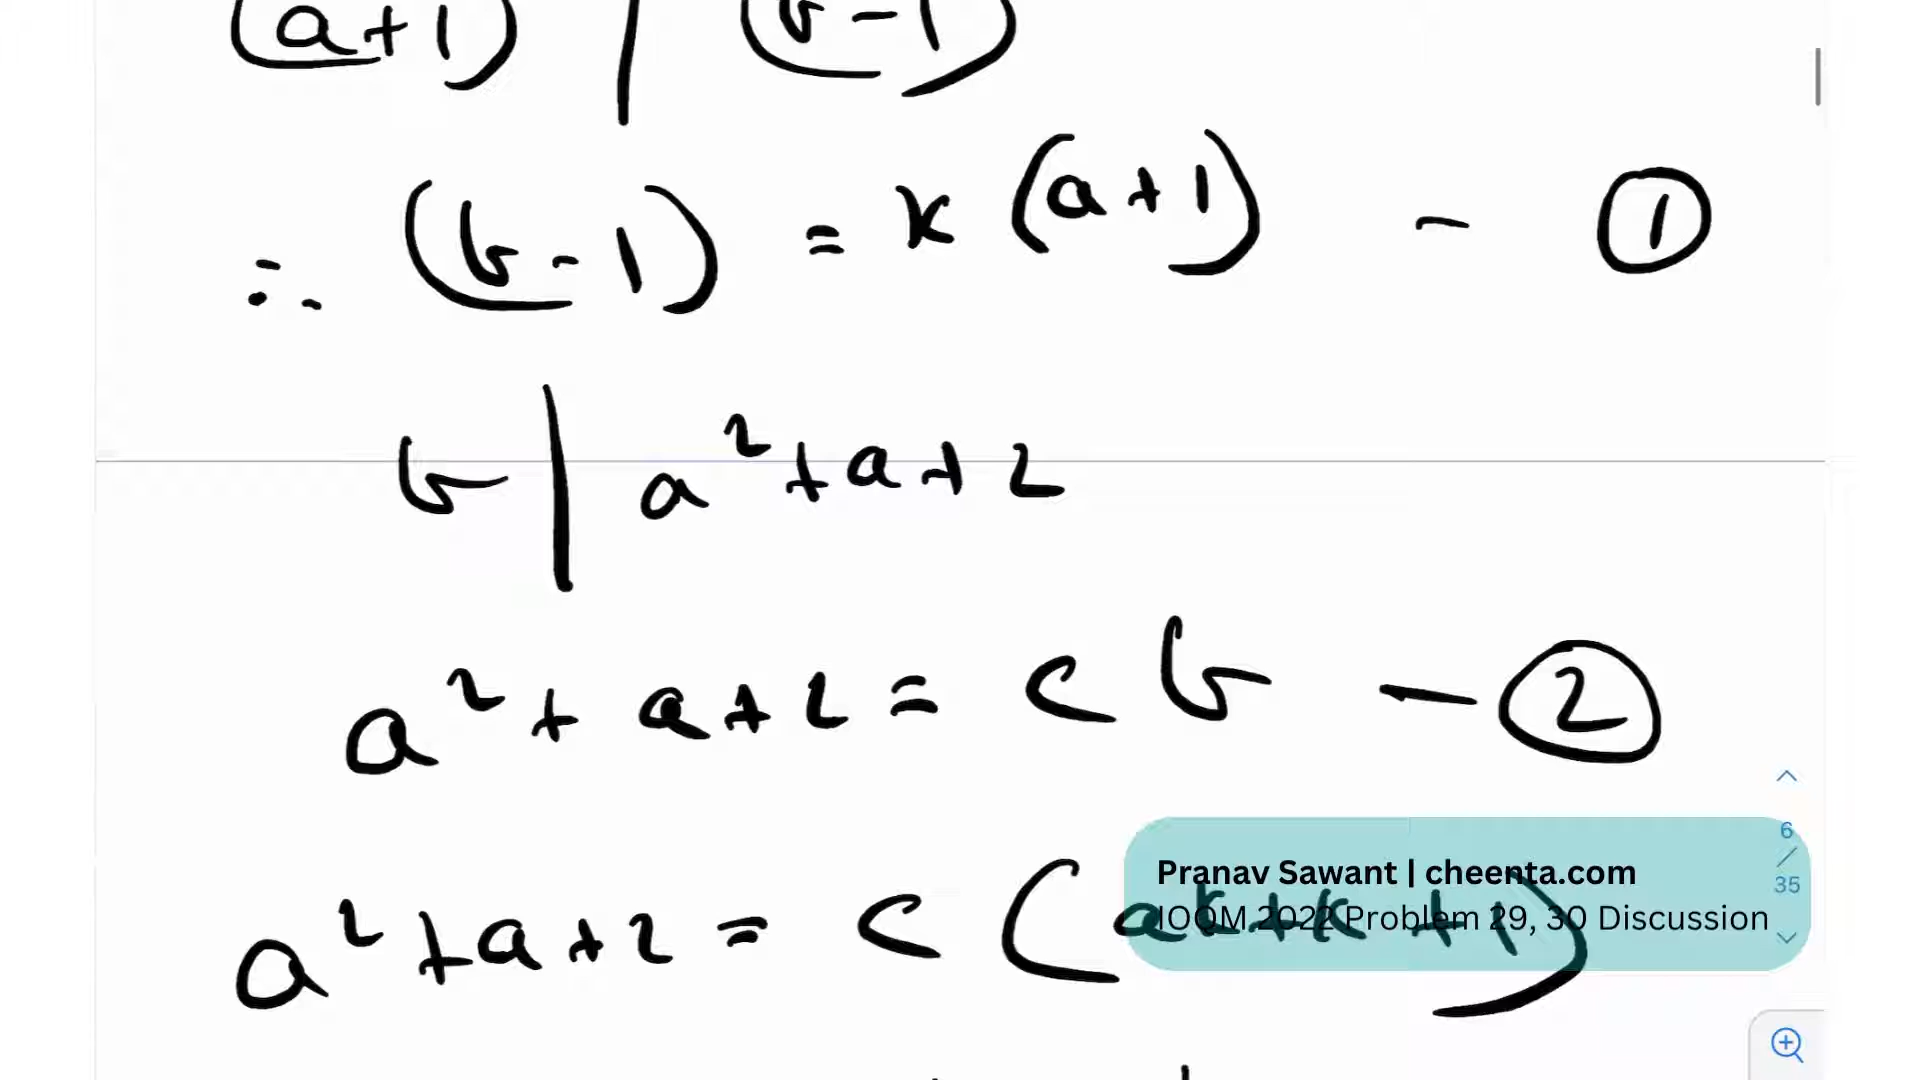 (a+1) | (b-1)
∴ (b-1) = k (a+1) - ①
b | a²+a+2
a²+a+2 = cb - ②
6
/
35
Pranav Sawant | cheenta.com
IOQM 2022 Problem 29, 30 Discussion
a²+a+2 = c(ak+k+1)